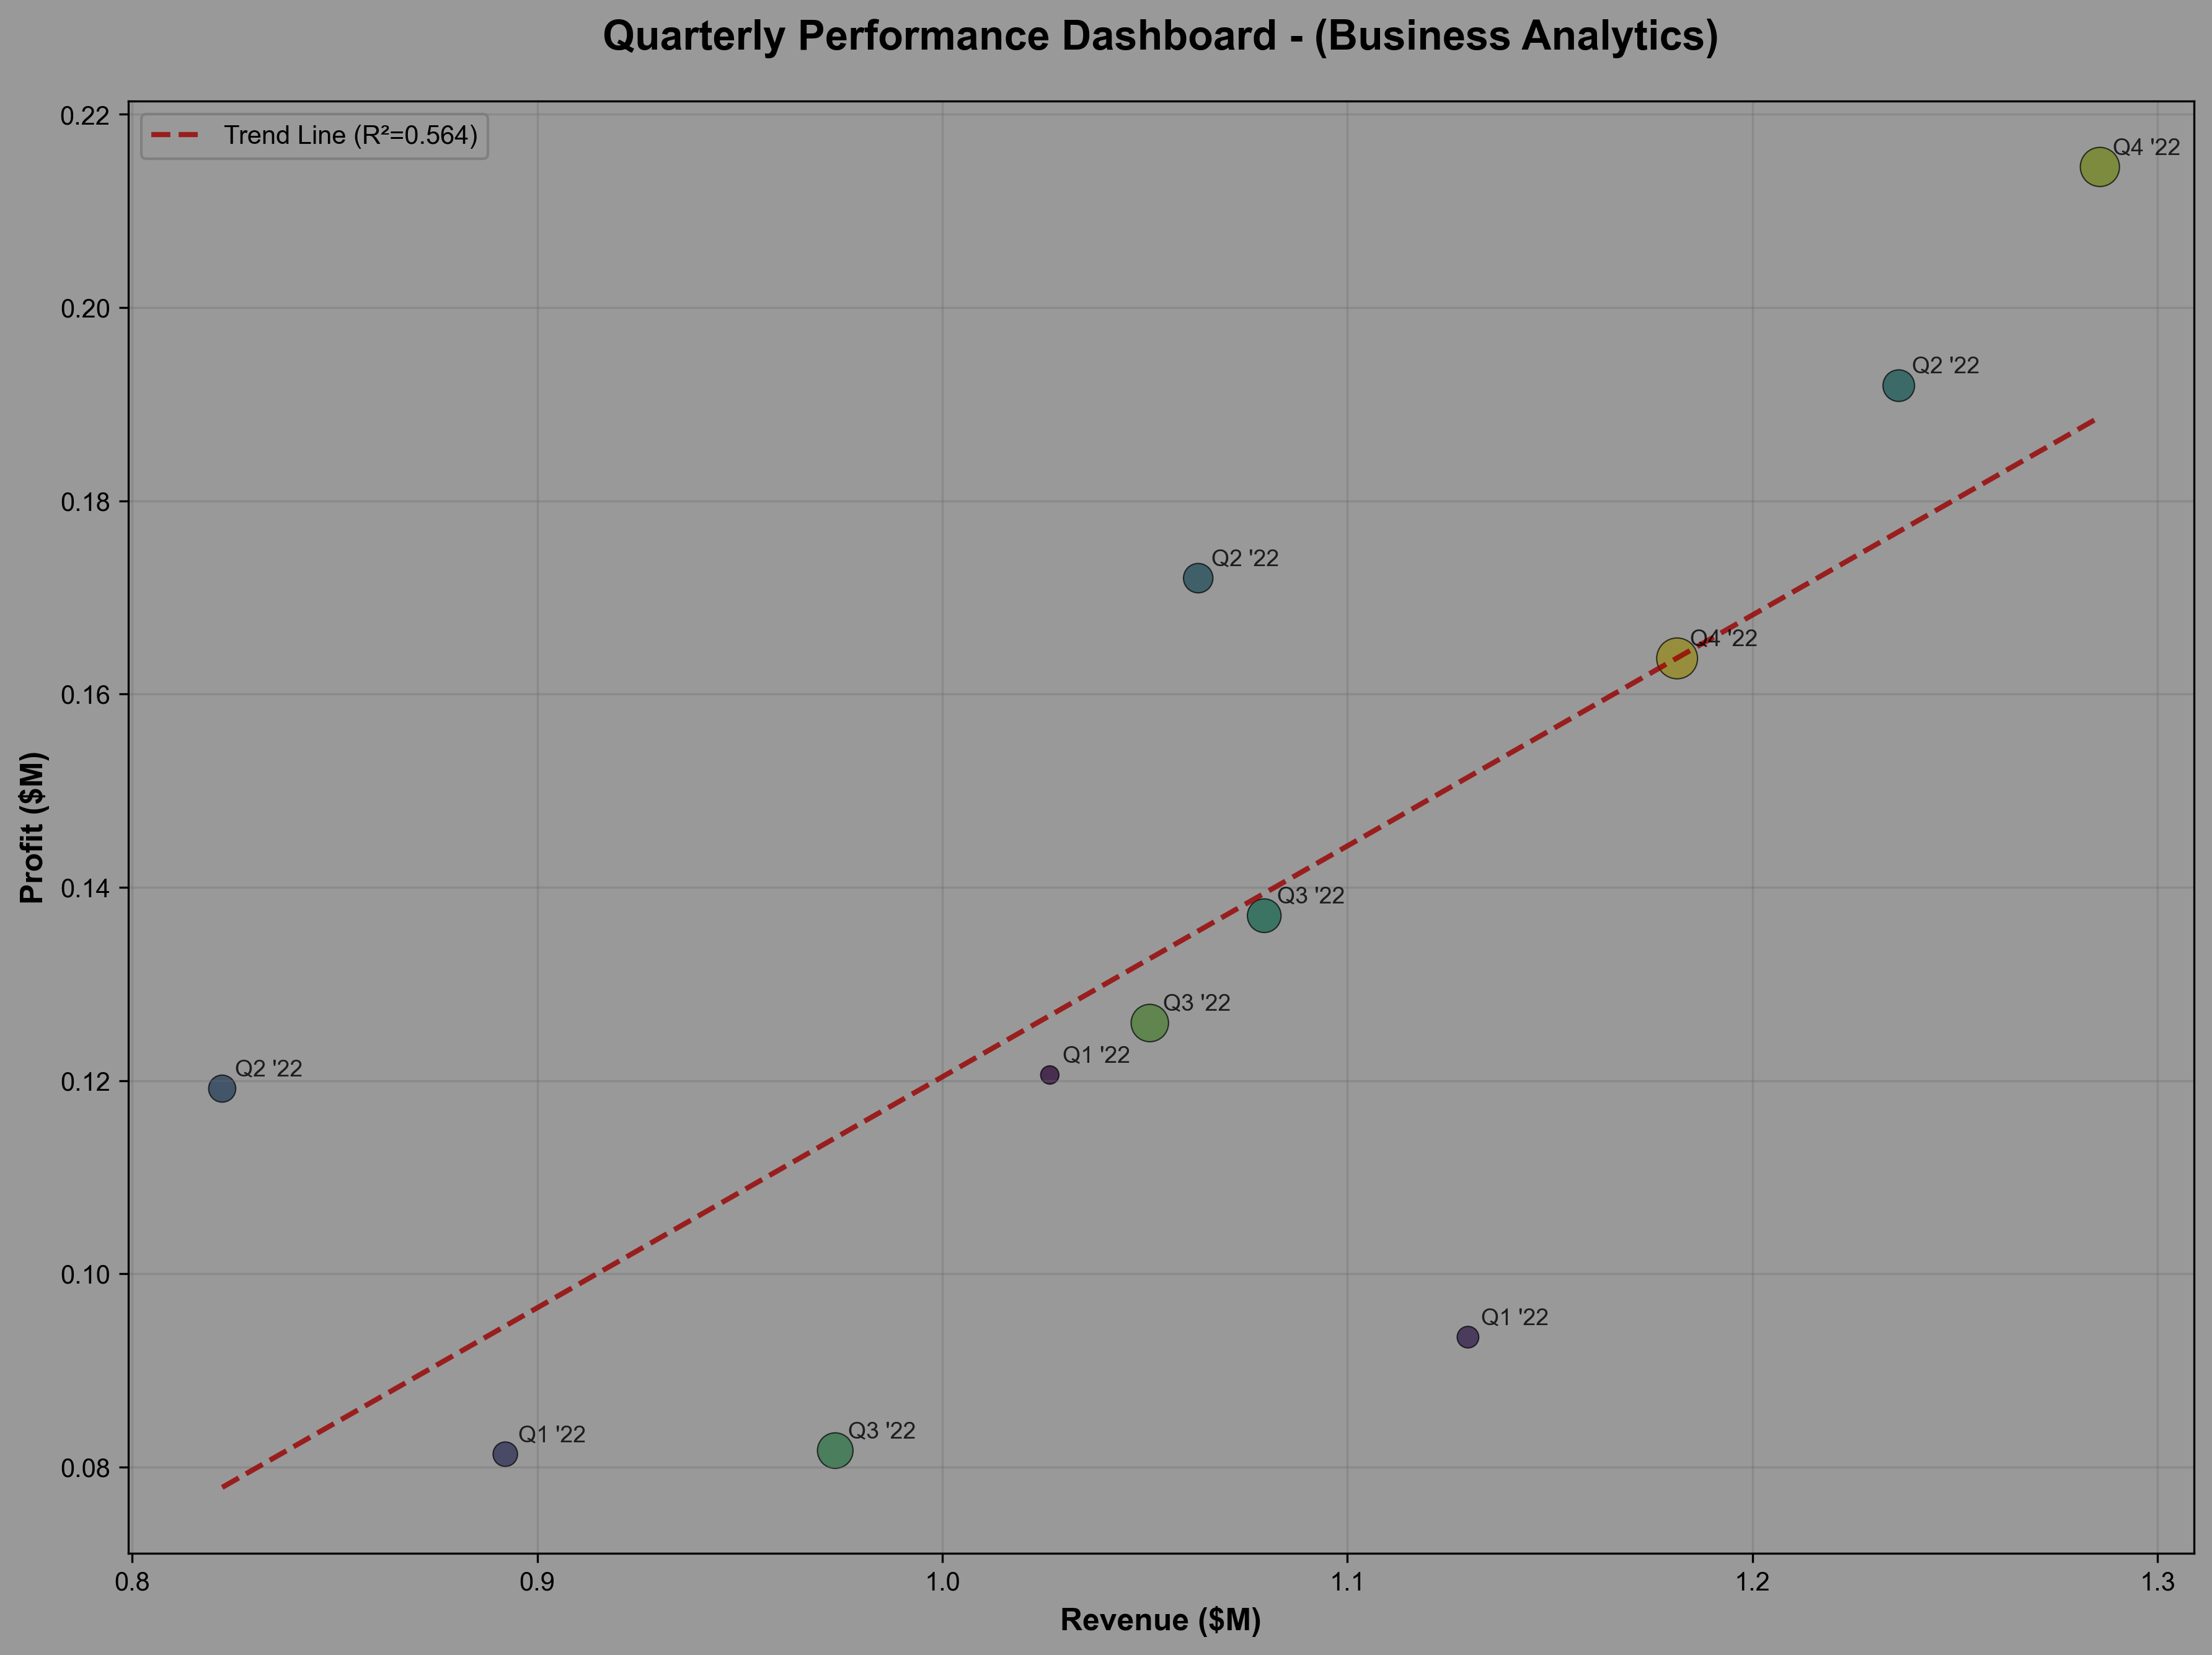 Quarterly Performance Dashboard - (Business Analytics)
Trend Line (R²=0.564)
0.22
0.20
0.18
0.16
0.14
0.12
0.10
0.08
Profit ($M)
Q4 '22
Q2 '22
Q2 '22
Q4 '22
Q3 '22
Q3 '22
Q1 '22
Q2 '22
Q1 '22
Q1 '22
Q3 '22
0.8
0.9
1.0
1.1
1.2
1.3
Revenue ($M)